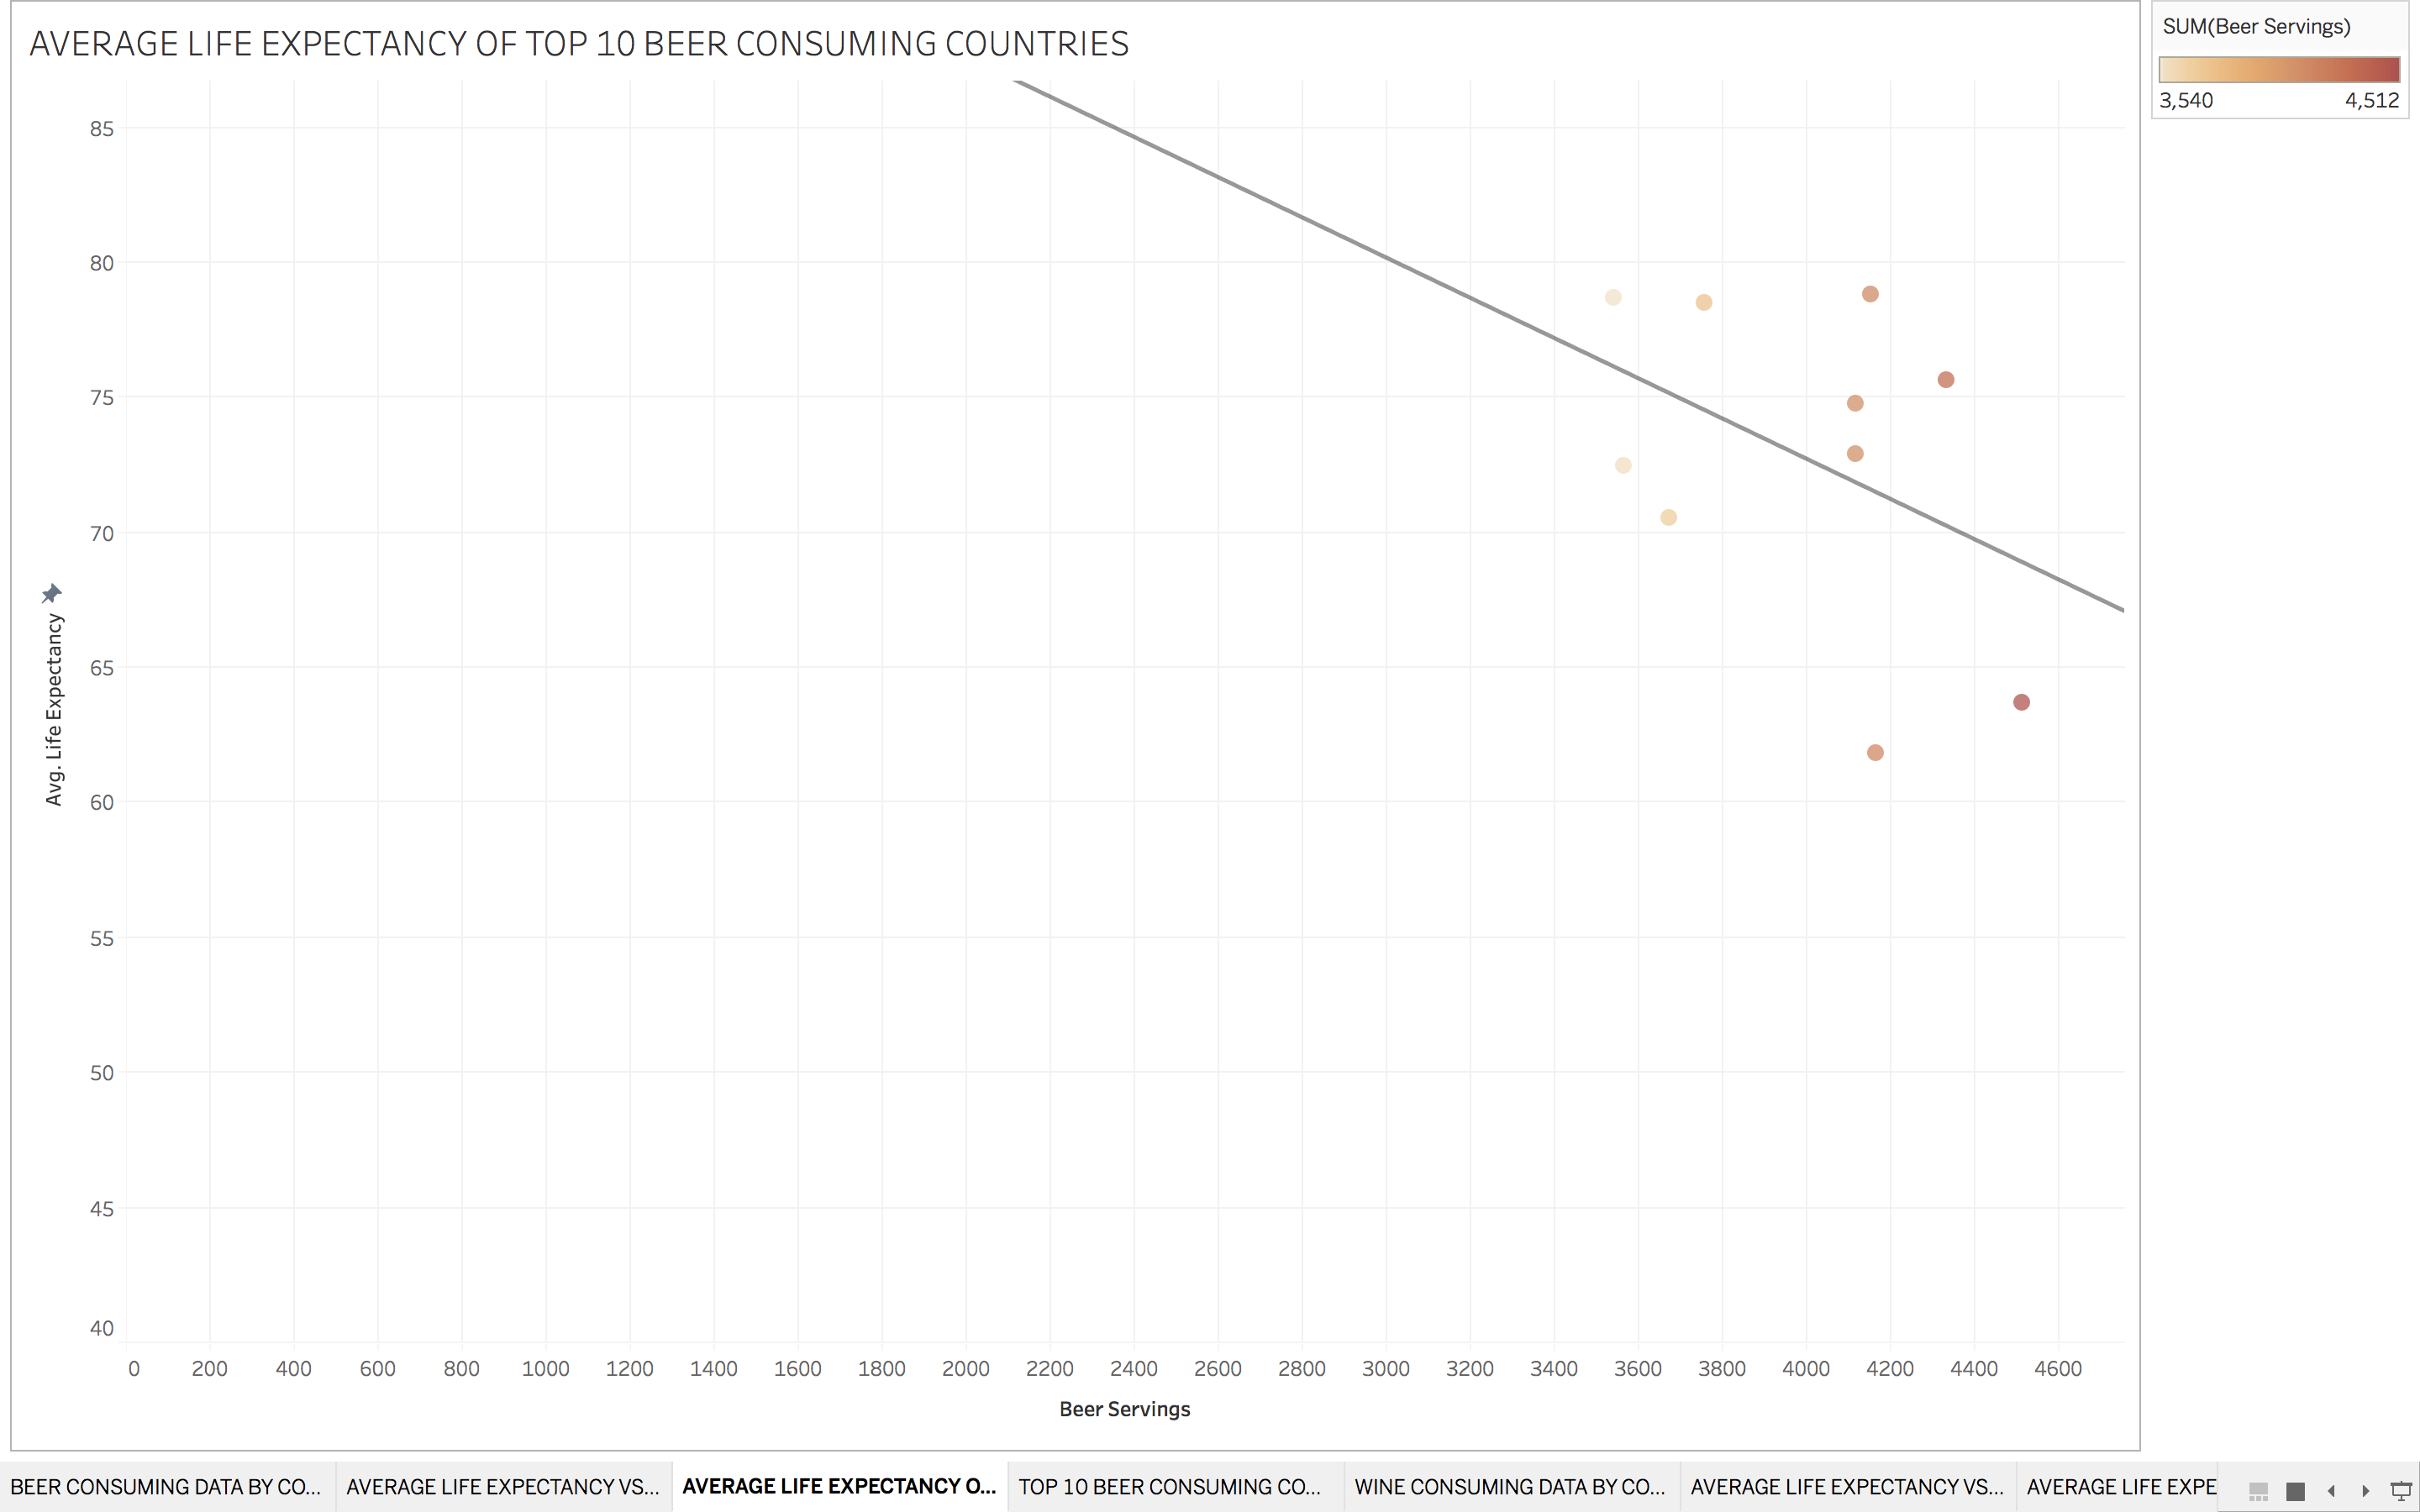 AVERAGE LIFE EXPECTANCY OF TOP 10 BEER CONSUMING COUNTRIES
SUM(Beer Servings)
3,540 4,512
85
80
75
70
65
60
55
50
45
40
Avg. Life Expectancy
0 200 400 600 800 1000 1200 1400 1600 1800 2000 2200 2400 2600 2800 3000 3200 3400 3600 3800 4000 4200 4400 4600
Beer Servings
BEER CONSUMING DATA BY CO... AVERAGE LIFE EXPECTANCY VS... AVERAGE LIFE EXPECTANCY O... TOP 10 BEER CONSUMING CO... WINE CONSUMING DATA BY CO... AVERAGE LIFE EXPECTANCY VS... AVERAGE LIFE EXPE